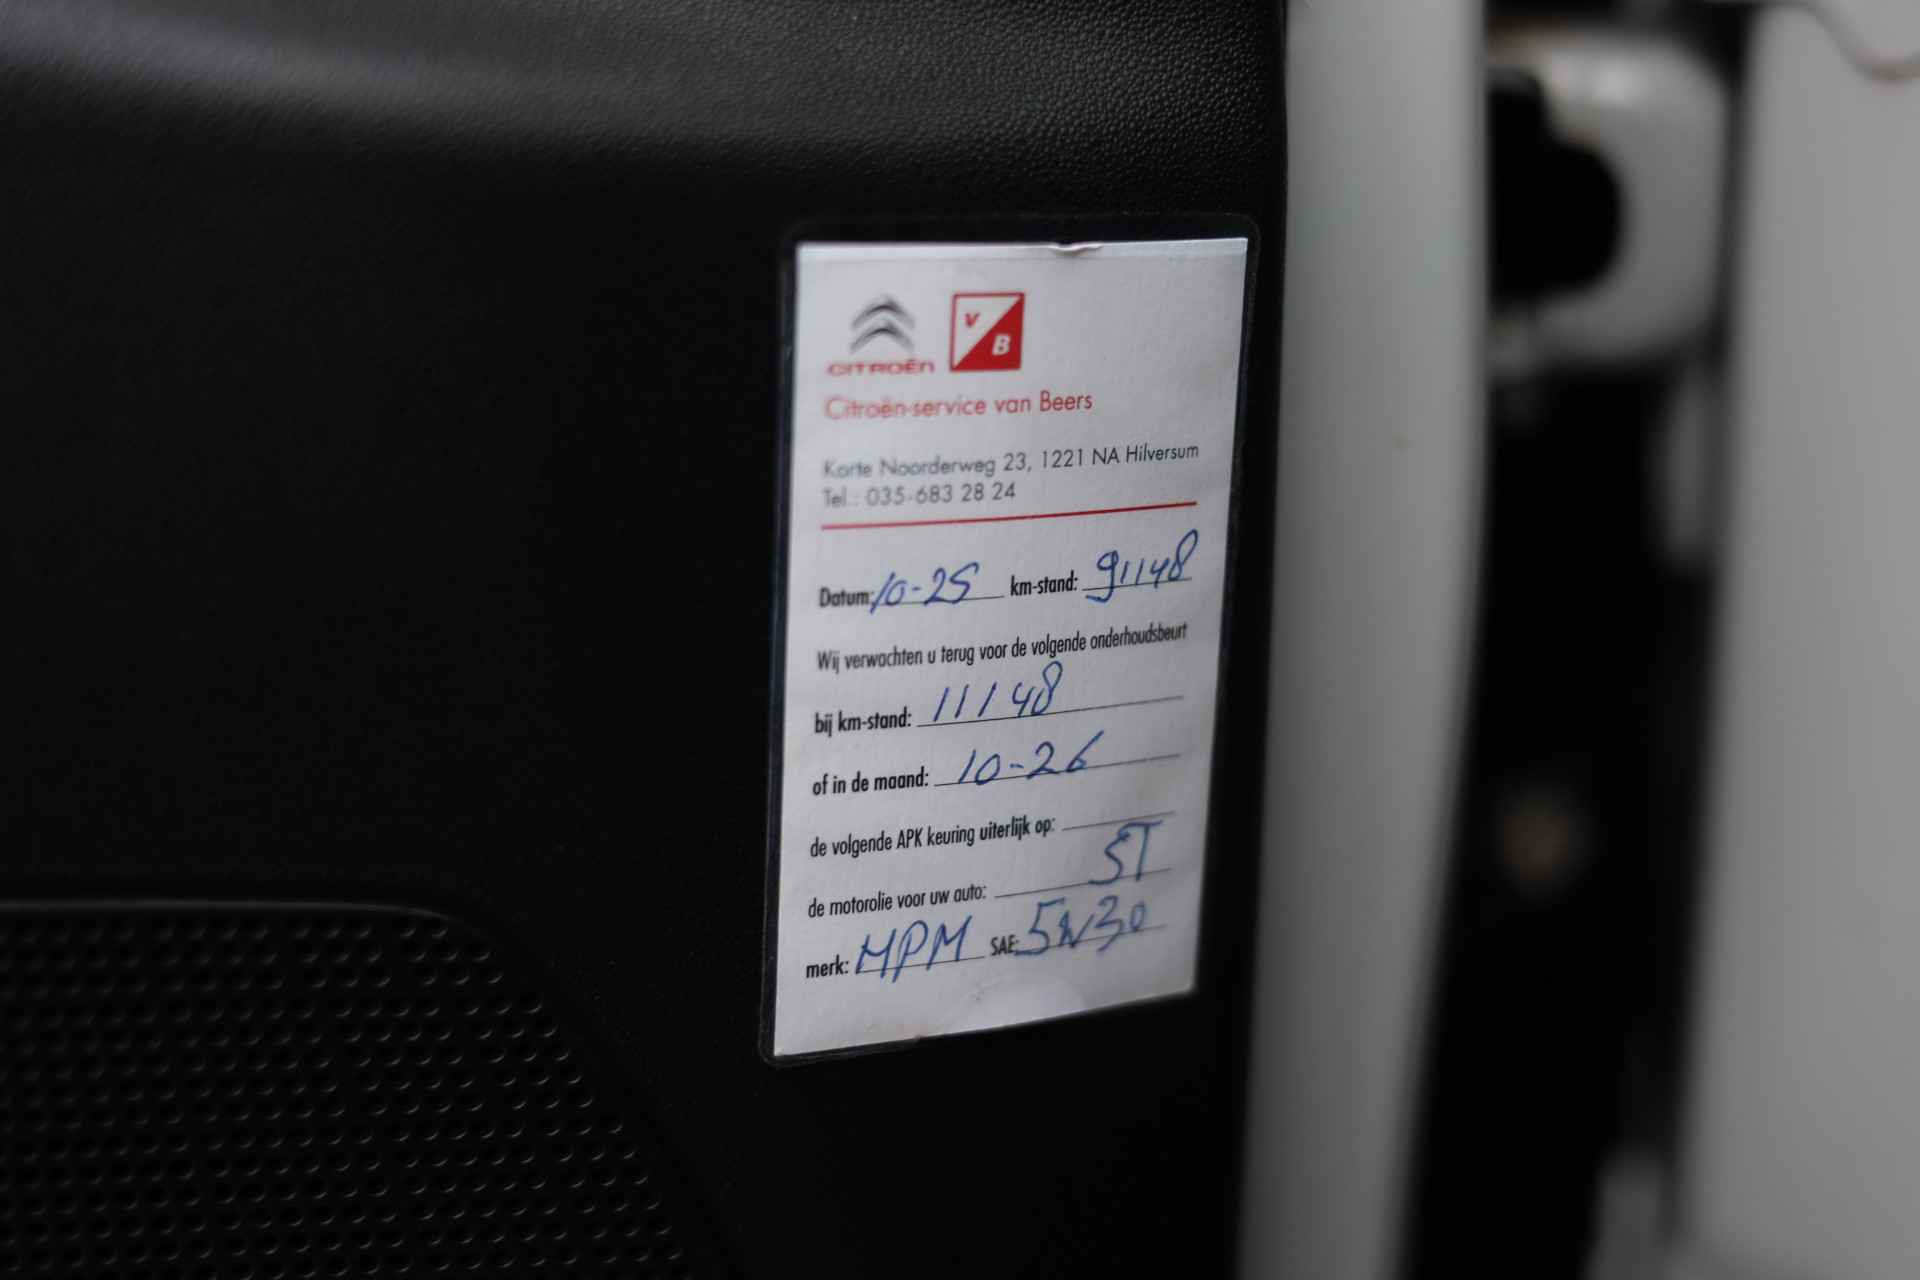 CITROËN V B
Citroën-service van Beers
Korte Noorderweg 23, 1221 NA Hilversum
Tel.: 035-683 28 24
Datum: 10-25 km-stand: 91148
Wij verwachten u terug voor de volgende onderhoudsbeurt
bij km-stand: 111148
of in de maand: 10-26
de volgende APK keuring uiterlijk op:
de motorolie voor uw auto: ST
merk: MPM SAE: 5W30